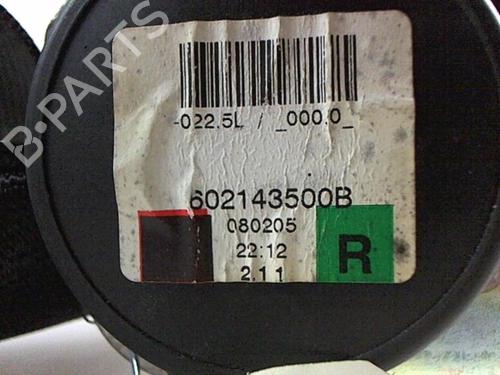 B-PARTS
-022.5L / _000.0_
602143500B
080205
22:12
2.1 1
R